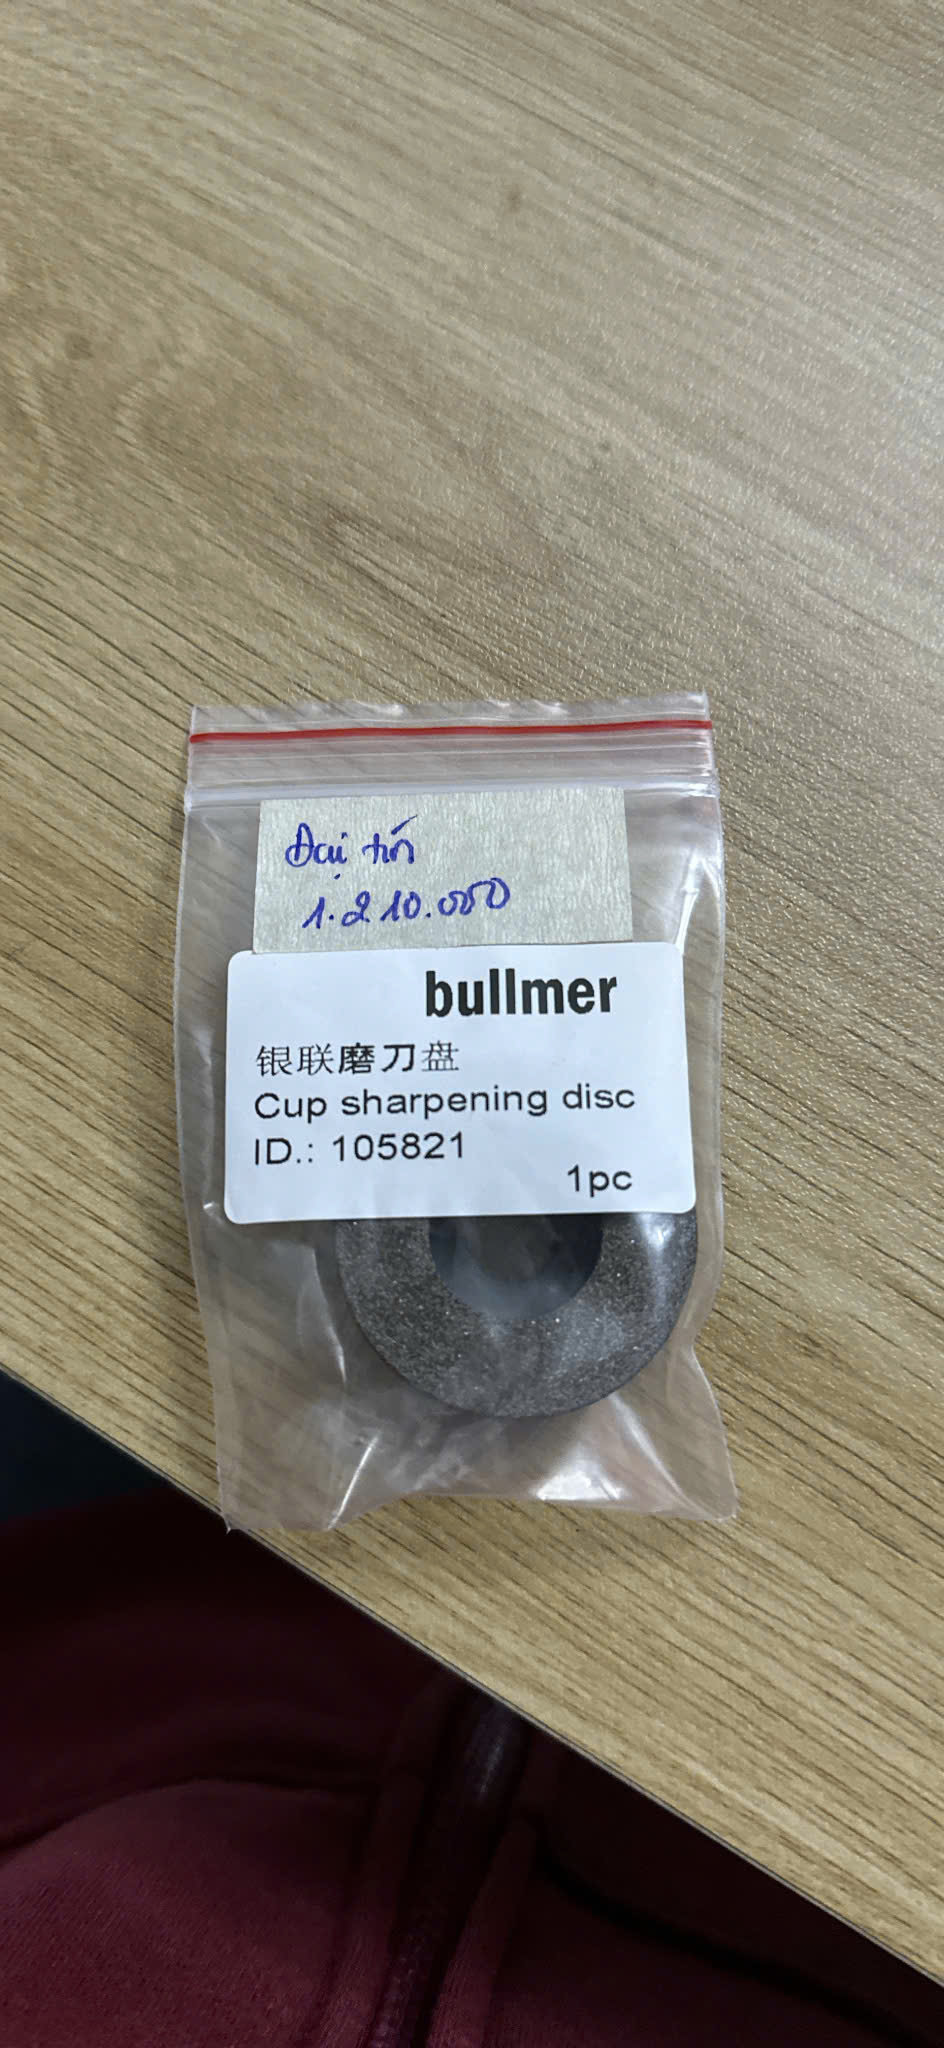 Đại tín
1.210.000
bullmer
银联磨刀盘
Cup sharpening disc
ID.: 105821
1pc